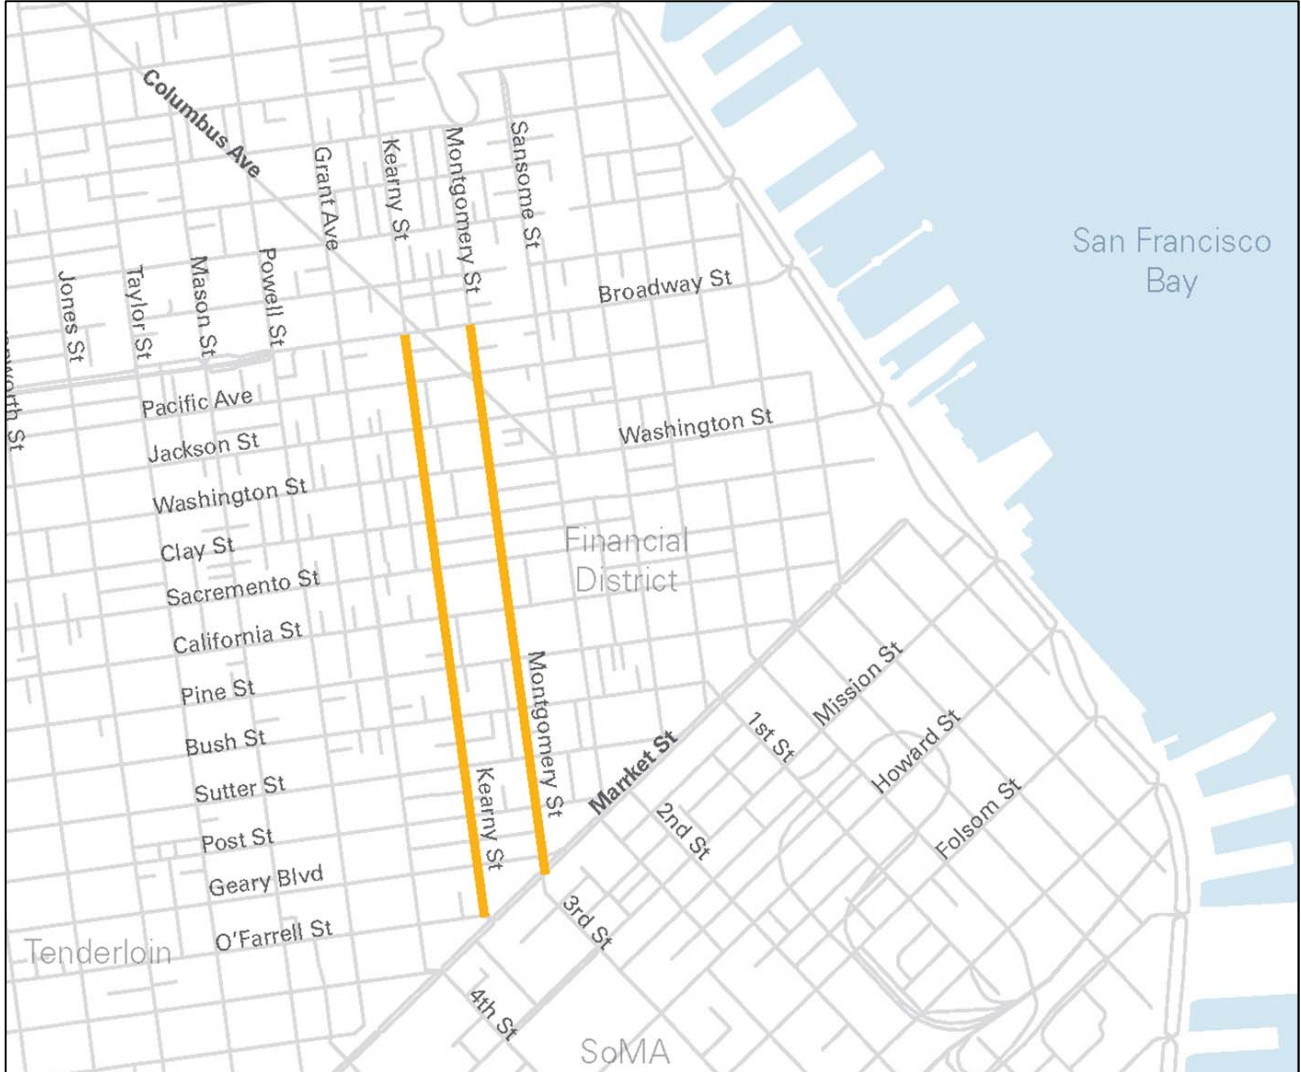 Columbus Ave
Grant Ave
Kearny St
Montgomery St
Sansome St
San Francisco
Bay
Jones St
Taylor St
Mason St
Powell St
Broadway St
Pacific Ave
Jackson St
Washington St
Washington St
Clay St
Sacremento St
Financial
District
California St
Pine St
Bush St
Sutter St
Post St
Geary Blvd
O'Farrell St
Montgomery St
Kearny St
Market St
1st St
2nd St
3rd St
4th St
Mission St
Howard St
Folsom St
Tenderloin
SoMA